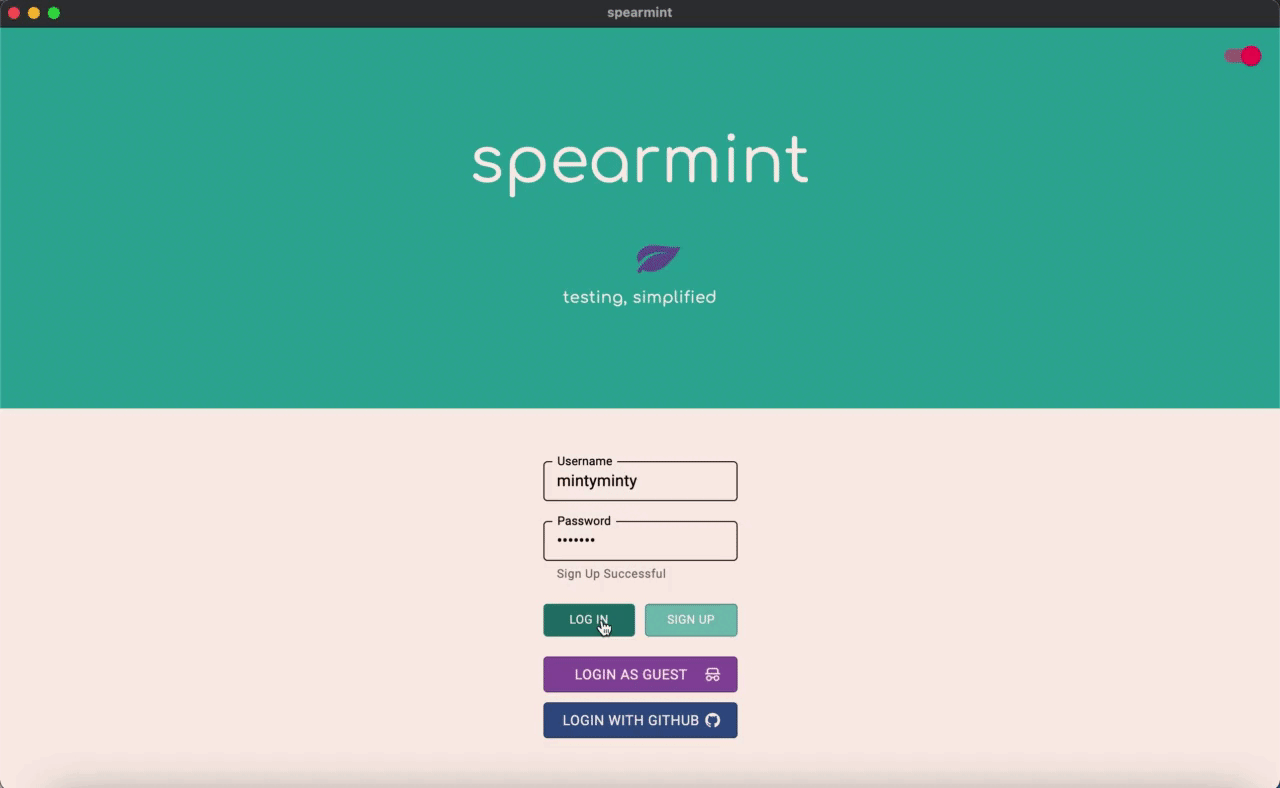 spearmint
spearmint
testing, simplified
Username
mintyminty
Password
•••••••
Sign Up Successful
LOG IN
SIGN UP
LOGIN AS GUEST
LOGIN WITH GITHUB